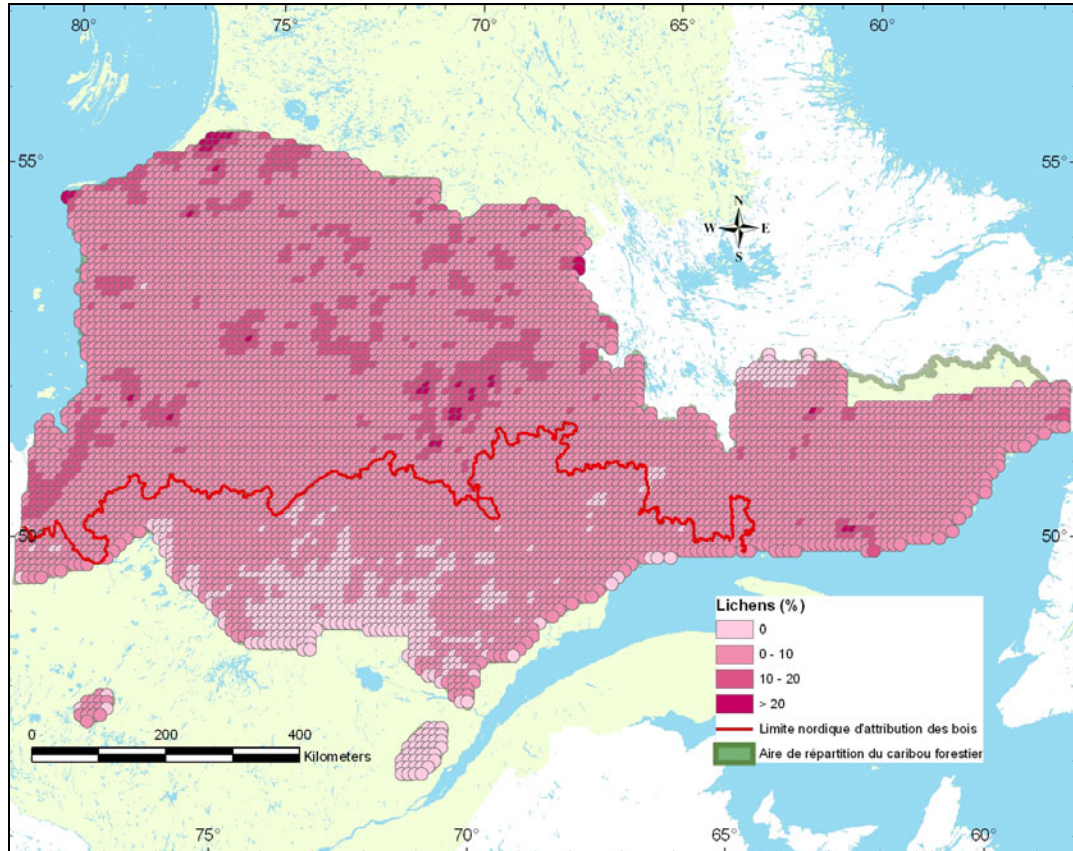 80° 75° 70° 65° 60°
55° 55°
N
W E
S
50° 50°
Lichens (%)
0
0 - 10
10 - 20
> 20
Limite nordique d'attribution des bois
Aire de répartition du caribou forestier
0 200 400
Kilometers
75° 70° 65° 60°